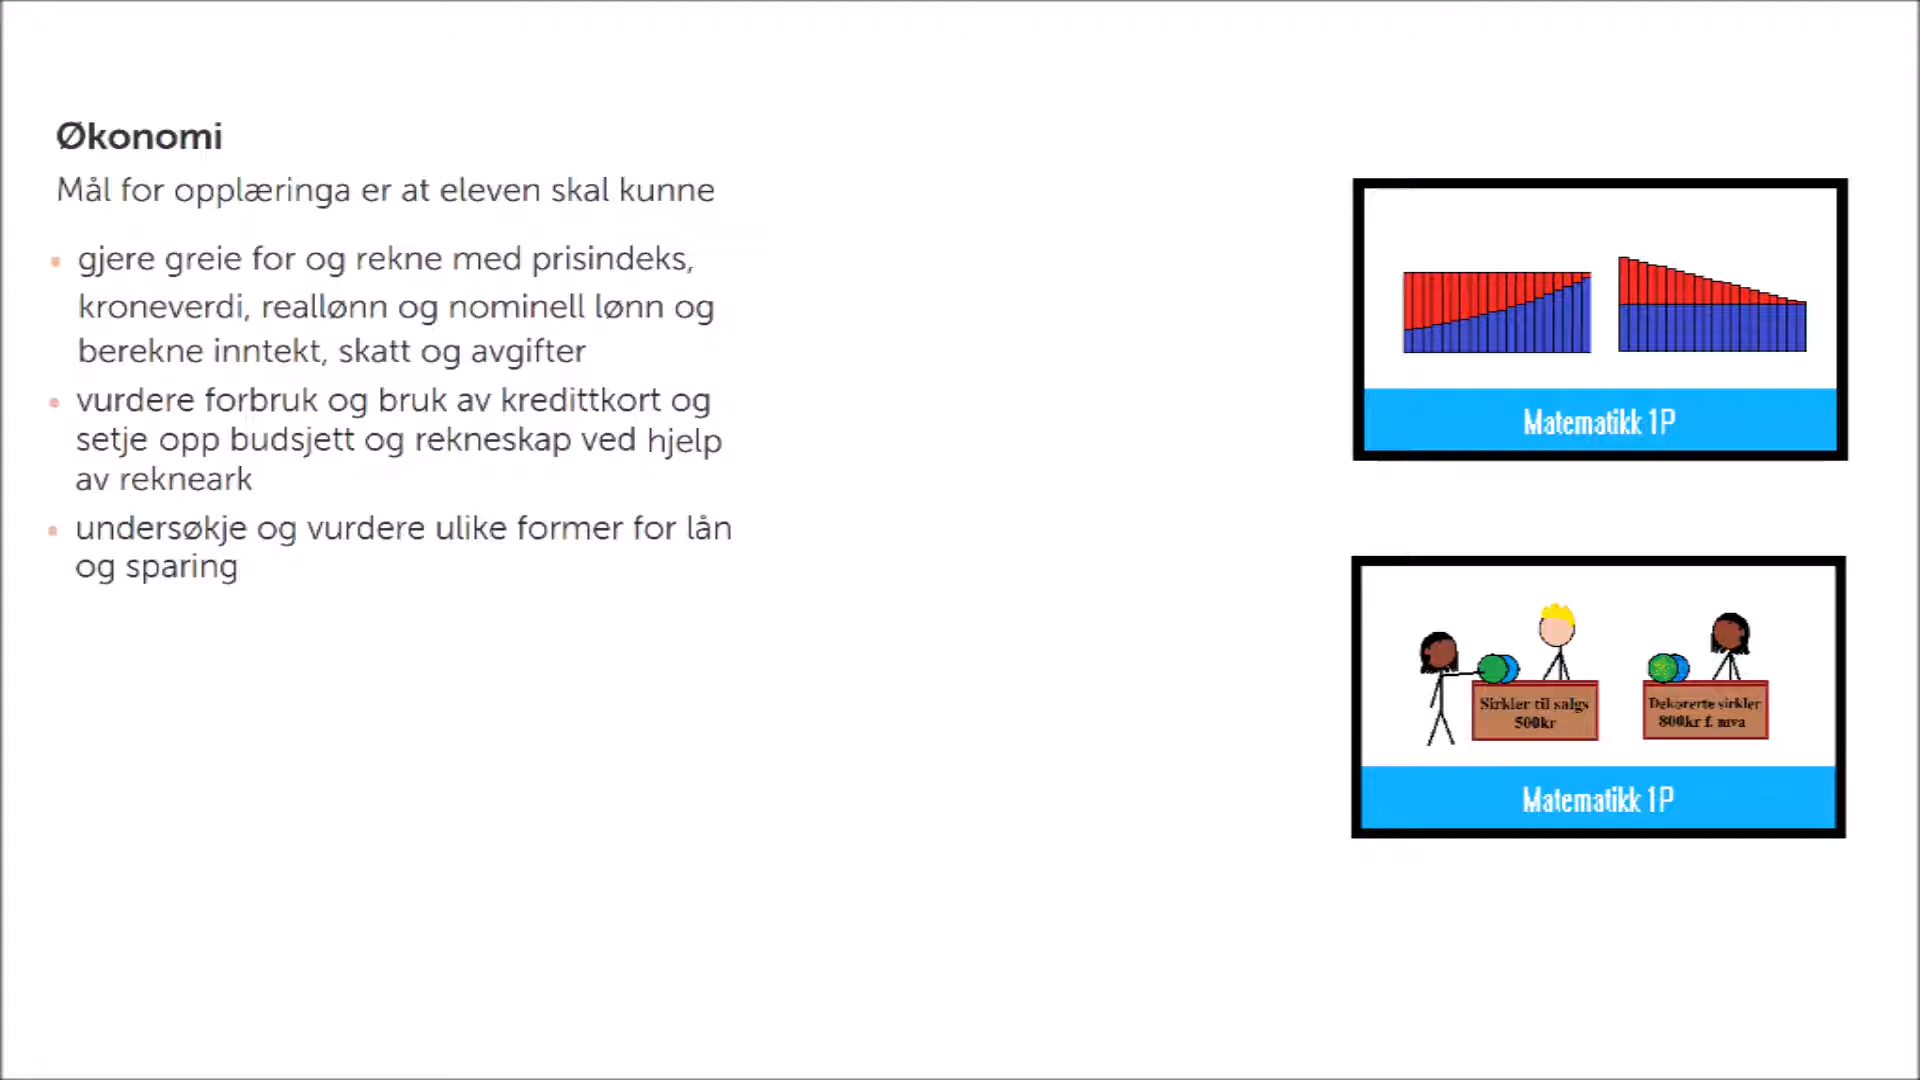 Økonomi
Mål for opplæringa er at eleven skal kunne
gjere greie for og rekne med prisindeks,
kroneverdi, reallønn og nominell lønn og
berekne inntekt, skatt og avgifter
vurdere forbruk og bruk av kredittkort og
setje opp budsjett og rekneskap ved hjelp
av rekneark
undersøkje og vurdere ulike former for lån
og sparing
Matematikk 1P
Sirkler til salgs
500kr
Dekorerte sirkler
800kr f. mva
Matematikk 1P